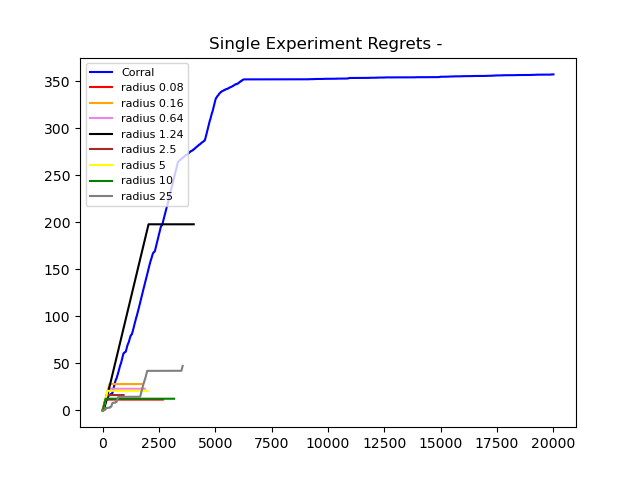 Single Experiment Regrets -
Corral
radius 0.08
radius 0.16
radius 0.64
radius 1.24
radius 2.5
radius 5
radius 10
radius 25
350
300
250
200
150
100
50
0
0 2500 5000 7500 10000 12500 15000 17500 20000